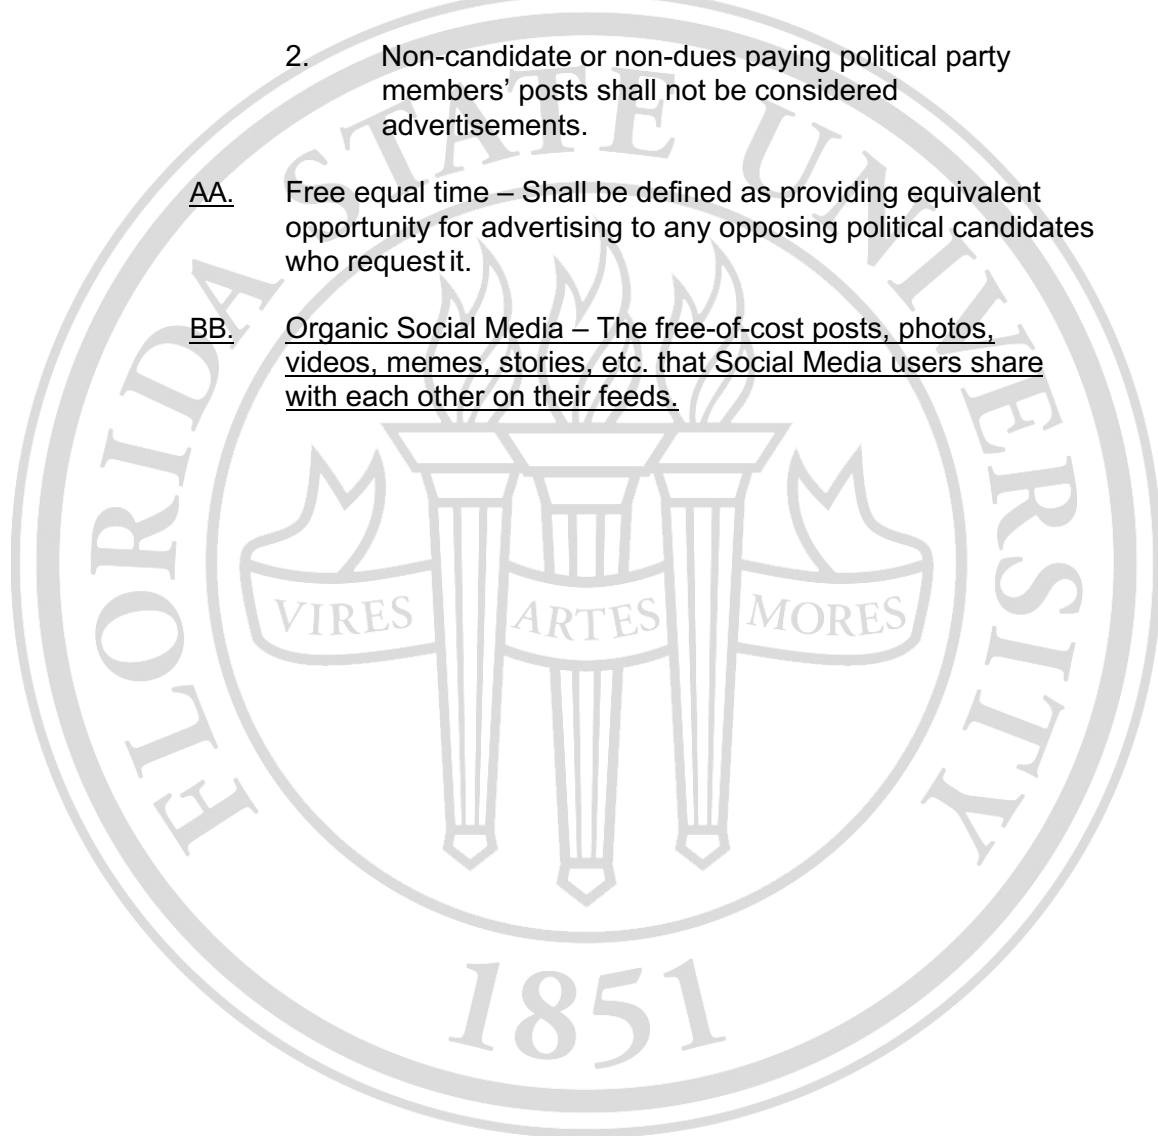 2. Non-candidate or non-dues paying political party
members’ posts shall not be considered
advertisements.
AA. Free equal time – Shall be defined as providing equivalent
opportunity for advertising to any opposing political candidates
who request it.
BB. Organic Social Media – The free-of-cost posts, photos,
videos, memes, stories, etc. that Social Media users share
with each other on their feeds.
FLORIDA STATE UNIVERSITY
VIRES ARTES MORES
1851